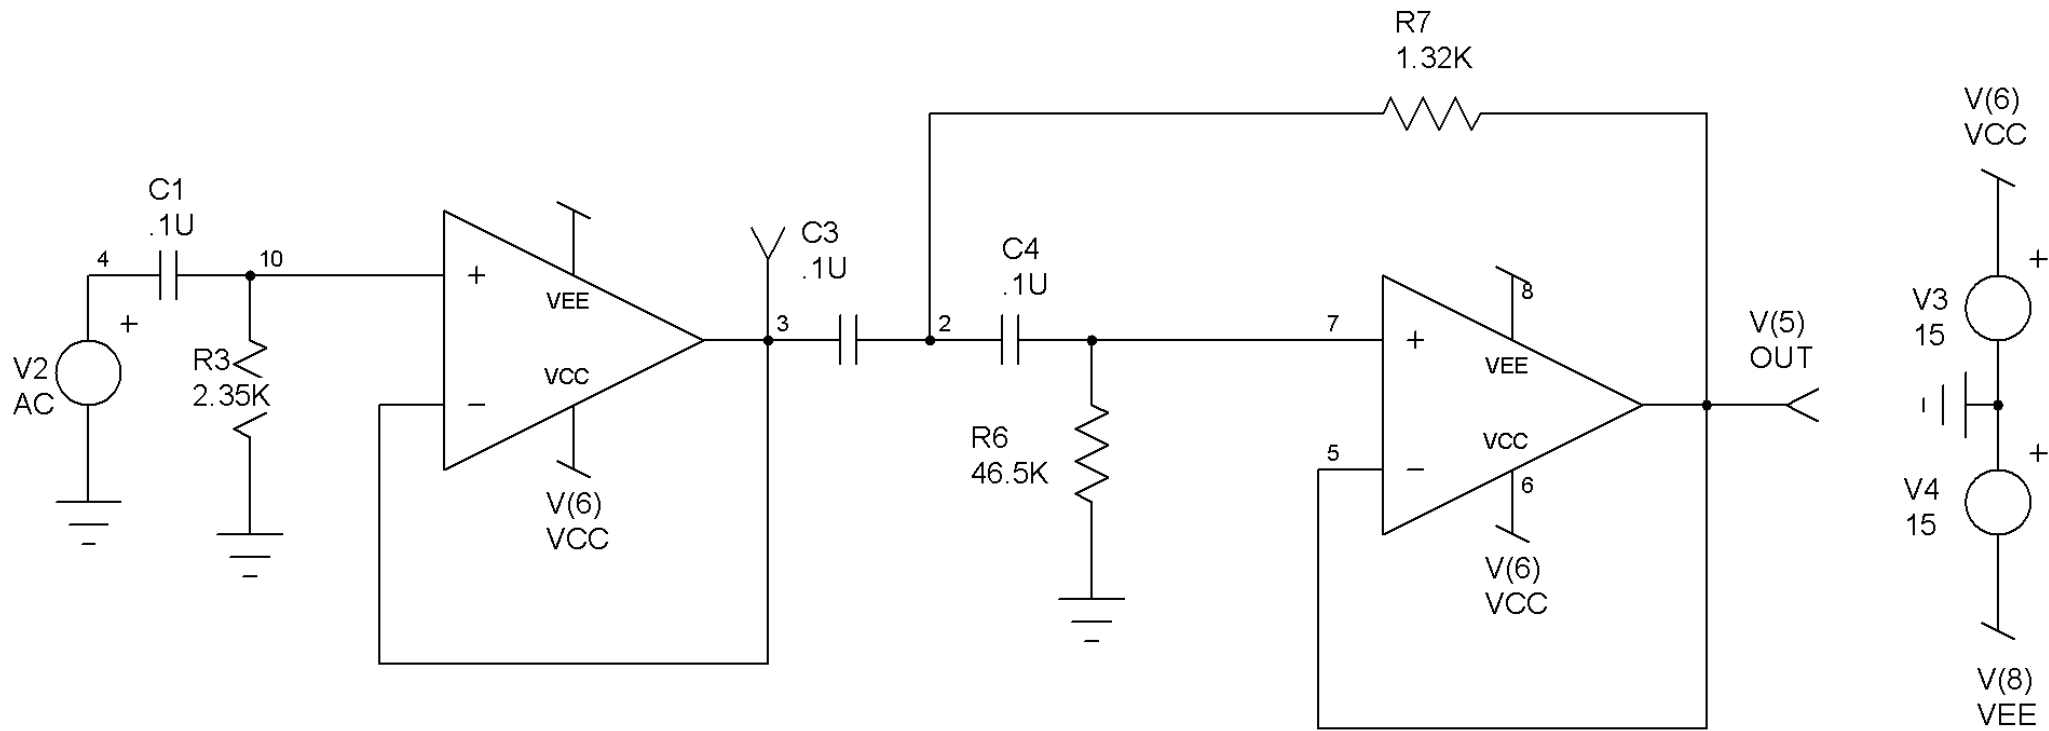 R7
1.32K
V(6)
VCC
C1
.1U
4
10
+
V2
AC
R3
2.35K
+
−
VEE
VCC
V(6)
VCC
3
C3
.1U
2
C4
.1U
R6
46.5K
7
5
+
−
8
VEE
VCC
6
V(6)
VCC
V(5)
OUT
+
V3
15
+
V4
15
V(8)
VEE